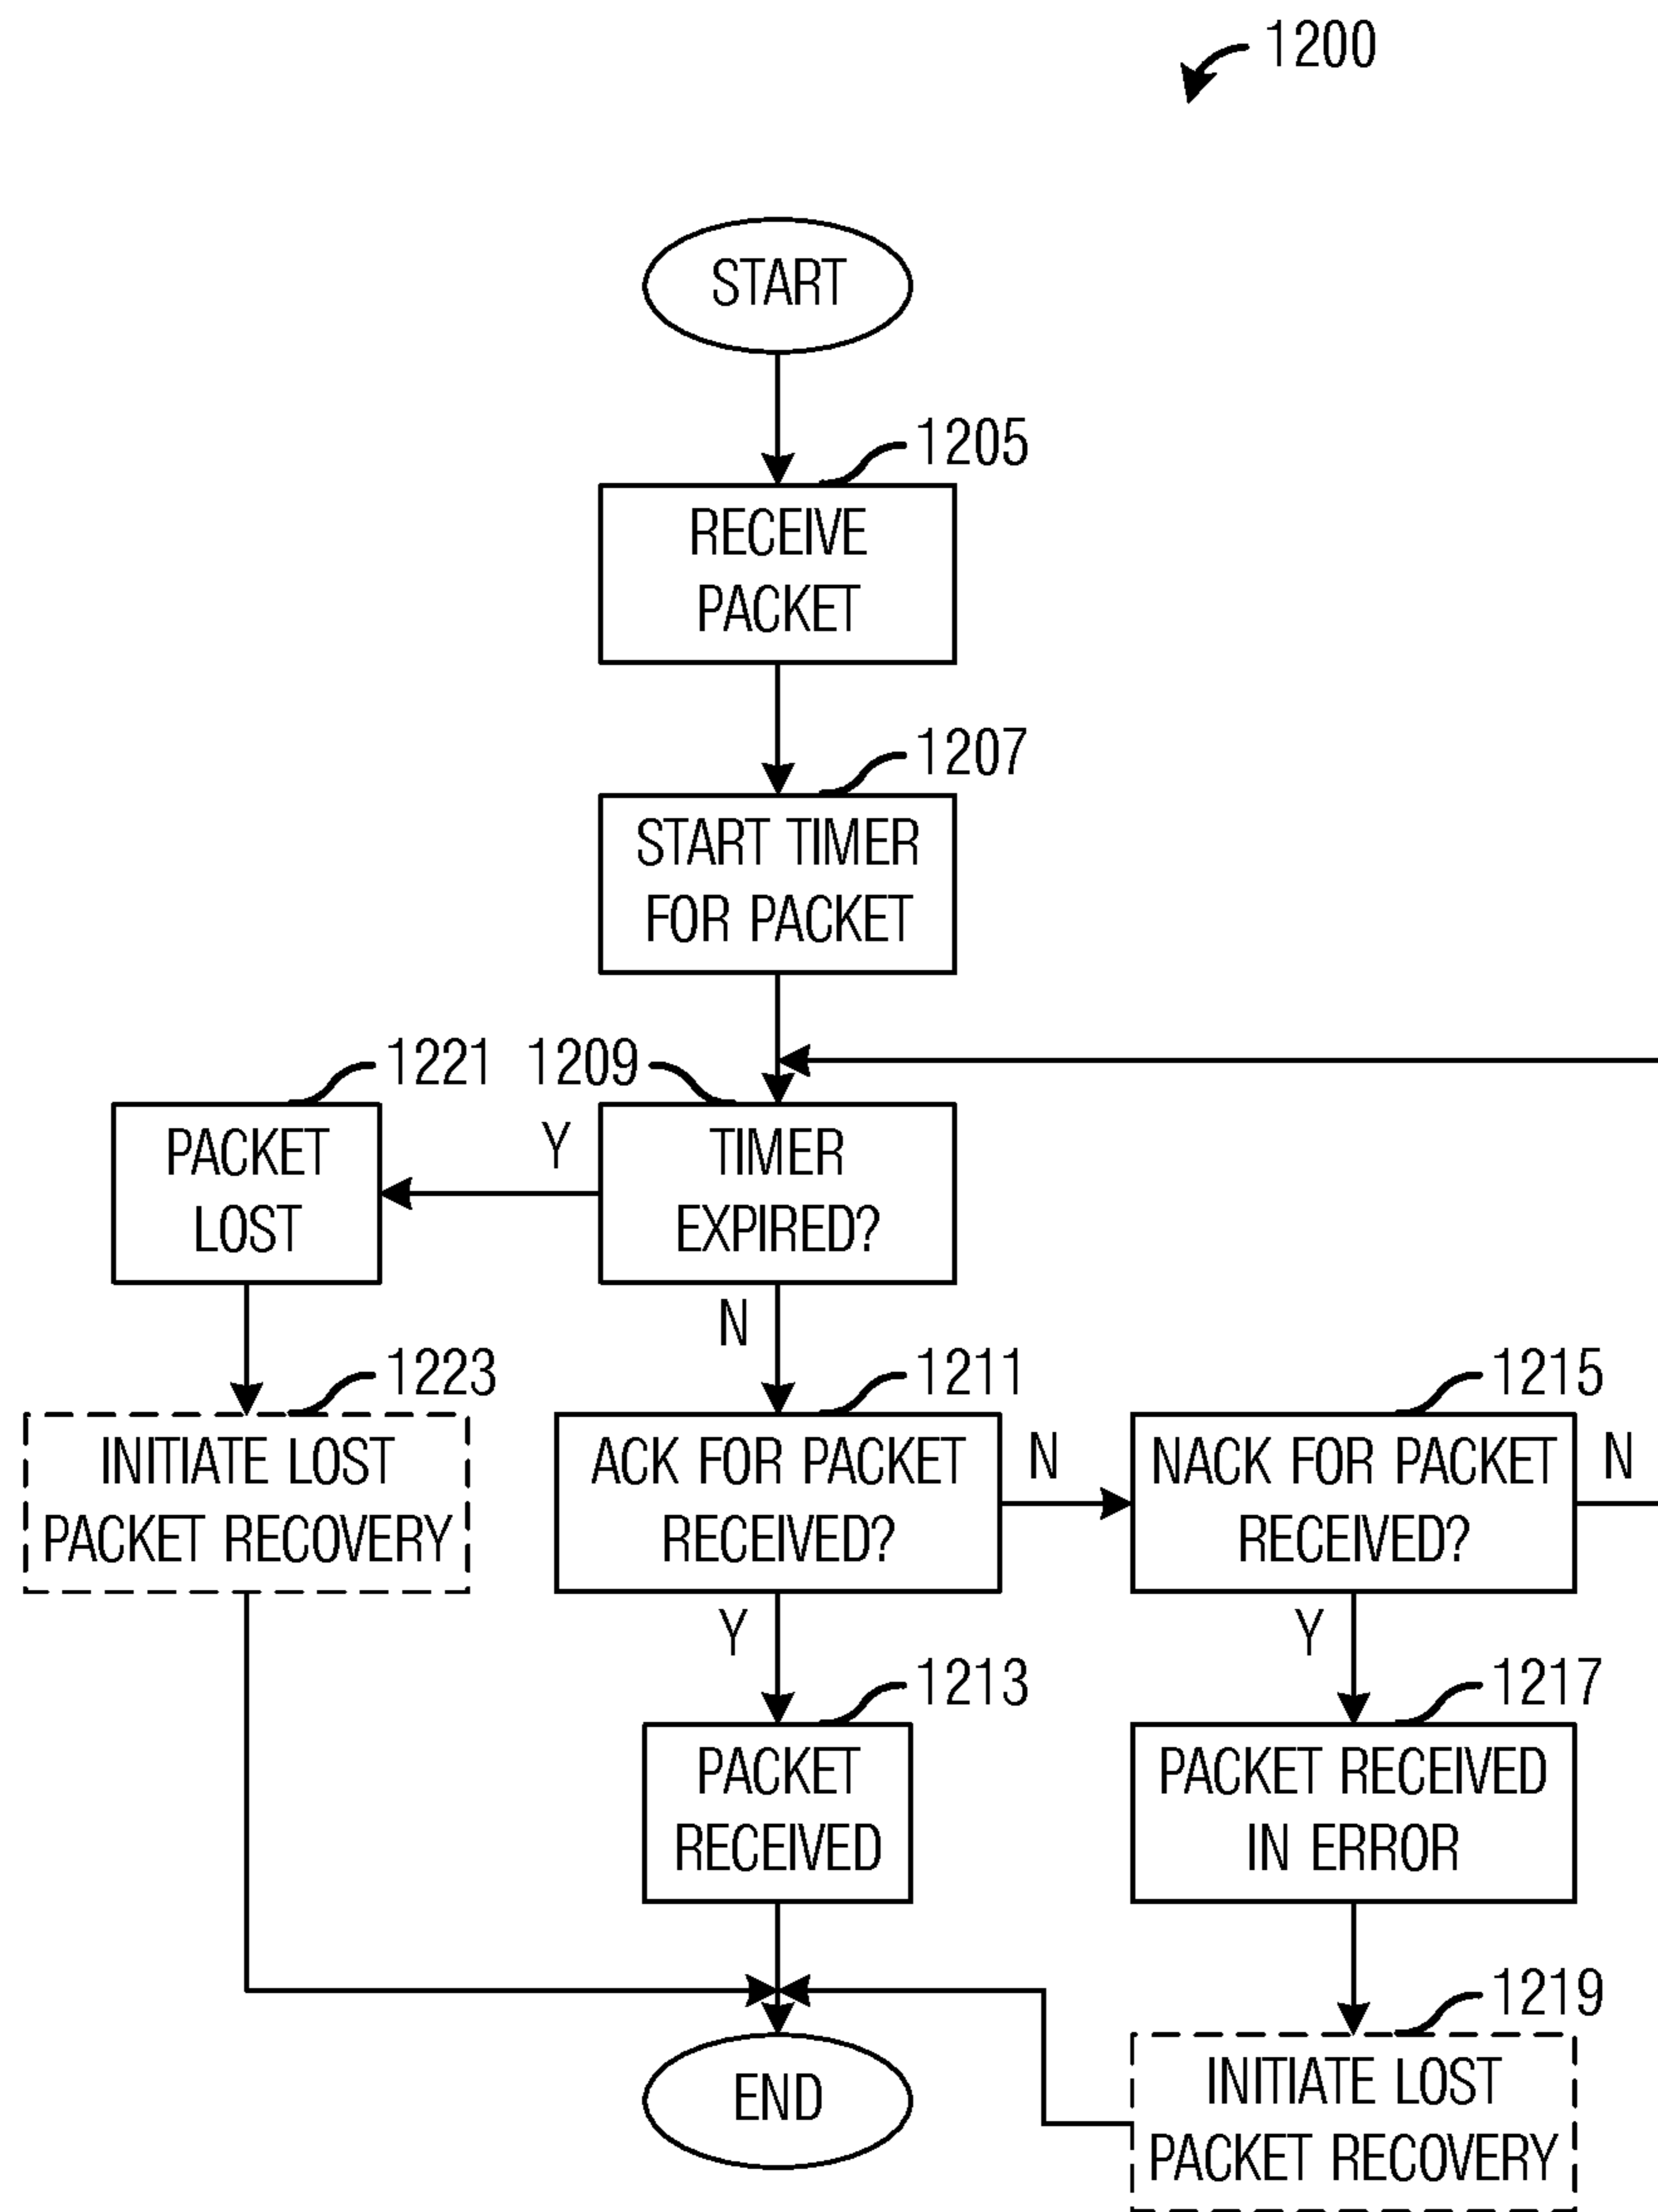 1200
START
1205
RECEIVE
PACKET
1207
START TIMER
FOR PACKET
1221
1209
PACKET
LOST
Y
TIMER
EXPIRED?
N
1223
1211
1215
INITIATE LOST
PACKET RECOVERY
ACK FOR PACKET
RECEIVED?
N
NACK FOR PACKET
RECEIVED?
N
Y
Y
1213
1217
PACKET
RECEIVED
PACKET RECEIVED
IN ERROR
1219
END
INITIATE LOST
PACKET RECOVERY